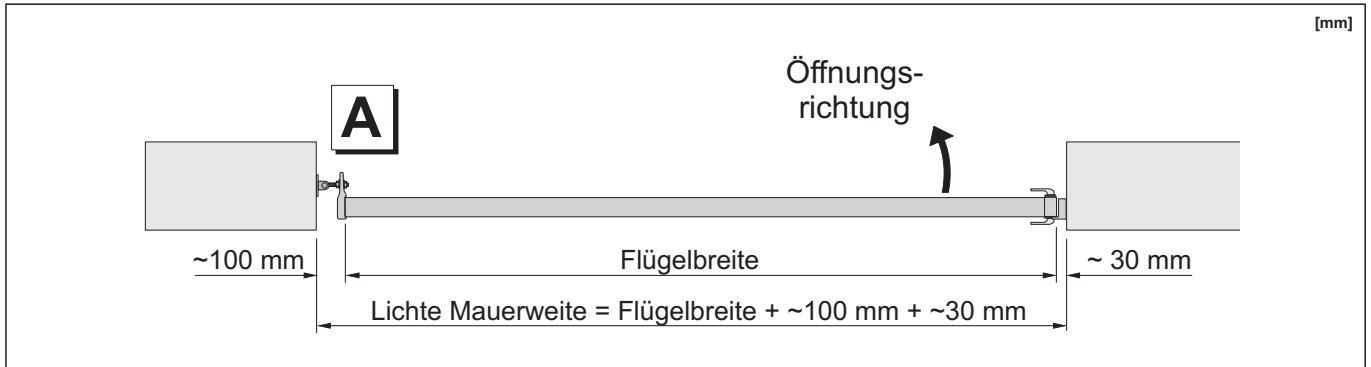 [mm]
Öffnungs-
richtung
A
~100 mm
Flügelbreite
~ 30 mm
Lichte Mauerweite = Flügelbreite + ~100 mm + ~30 mm